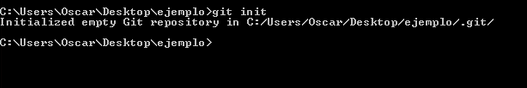 C:\Users\Oscar\Desktop\ejemplo>git init
Initialized empty Git repository in C:/Users/Oscar/Desktop/ejemplo/.git/
C:\Users\Oscar\Desktop\ejemplo>